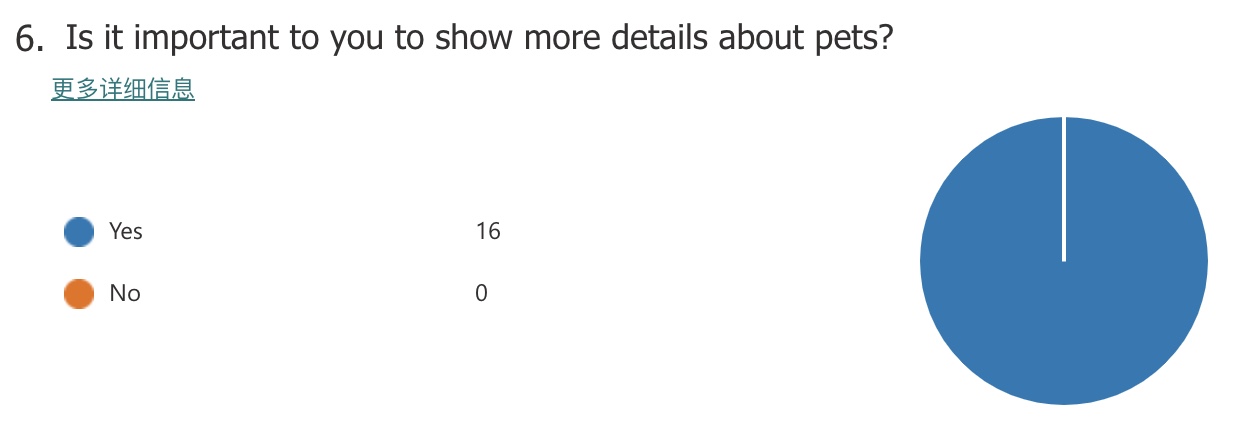 6. Is it important to you to show more details about pets?
更多详细信息
Yes 16
No 0